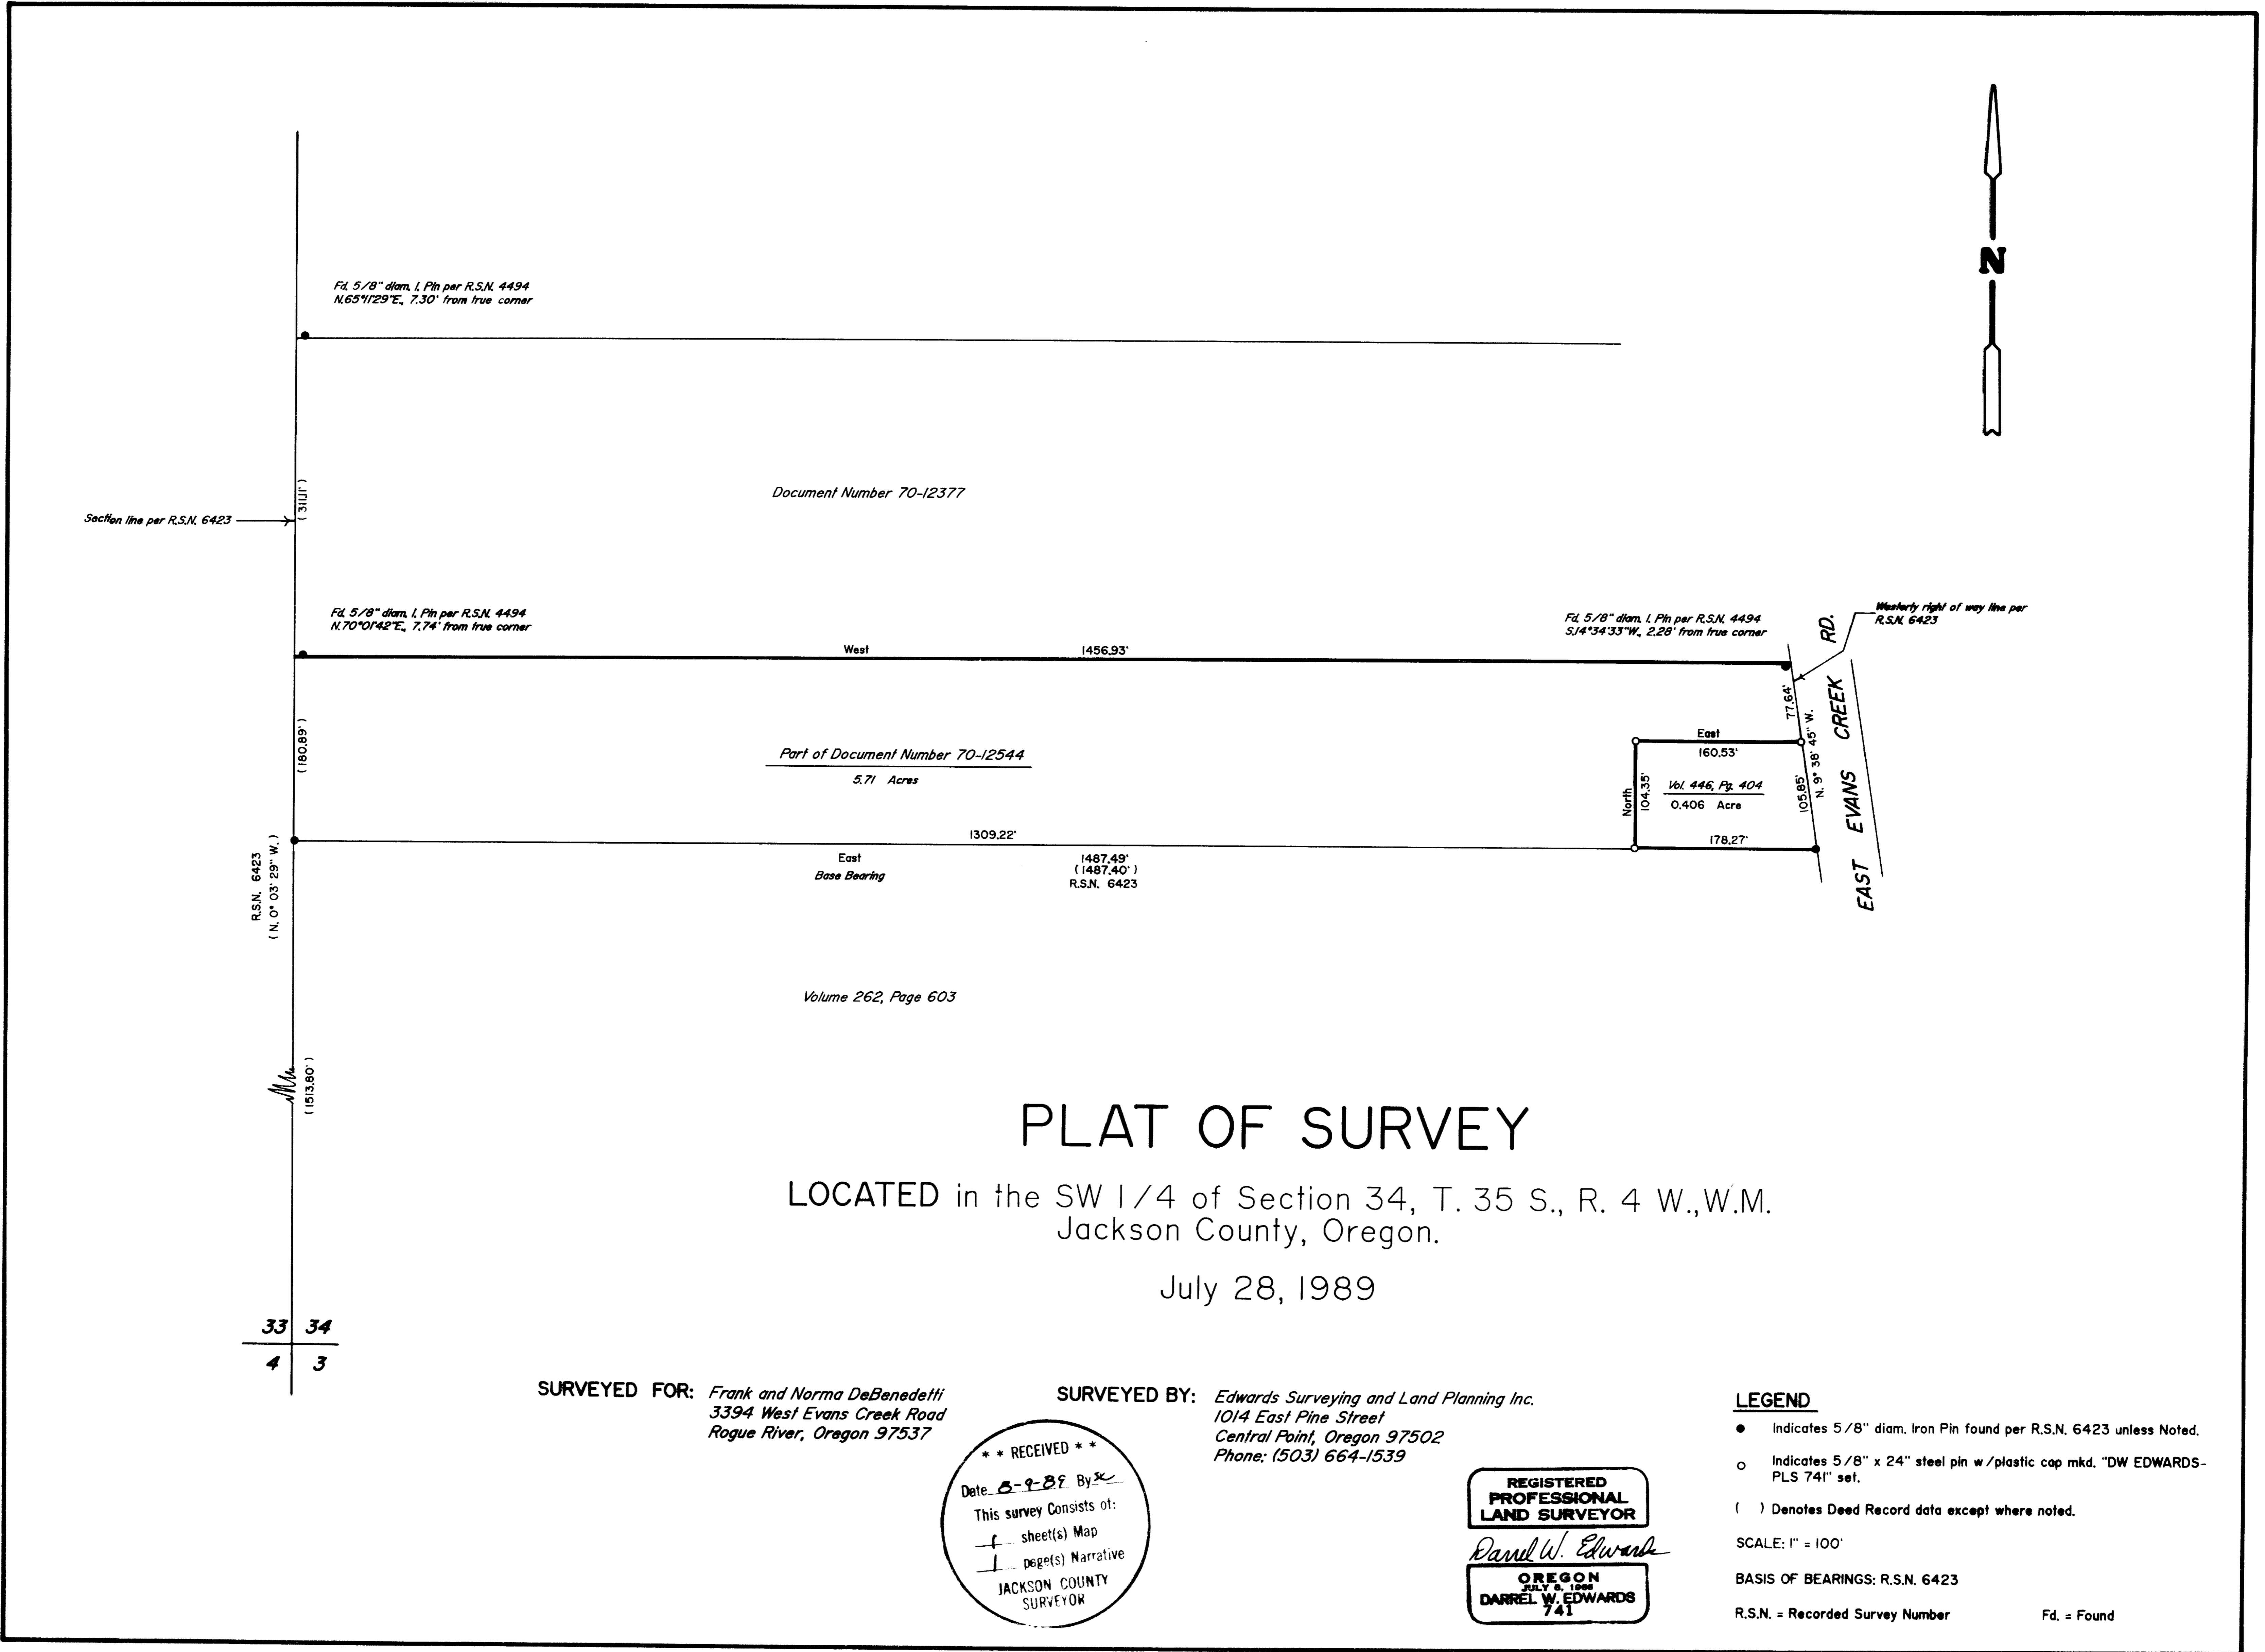 N
Fd. 5/8" diam. I. Pin per R.S.N. 4494
N.65°11'29"E., 7.30' from true corner
( 311.11' )
Document Number 70-12377
Section line per R.S.N. 6423
Fd. 5/8" diam. I. Pin per R.S.N. 4494
N.70°01'42"E., 7.74' from true corner
Fd. 5/8" diam. I. Pin per R.S.N. 4494
S.14°34'33"W., 2.28' from true corner
Westerly right of way line per
R.S.N. 6423
West 1456.93'
EAST EVANS CREEK RD.
77.64'
N. 9° 38' 45" W.
105.85'
( 180.89' )
Part of Document Number 70-12544
5.71 Acres
East
160.53'
North
104.35'
Vol. 446, Pg. 404
0.406 Acre
178.27'
1309.22'
East
Base Bearing
1487.49'
( 1487.40' )
R.S.N. 6423
R.S.N. 6423
( N. 0° 03' 29" W. )
Volume 262, Page 603
( 1513.80' )
PLAT OF SURVEY
LOCATED in the SW 1/4 of Section 34, T. 35 S., R. 4 W.,W.M.
Jackson County, Oregon.
July 28, 1989
33 34
4 3
SURVEYED FOR: Frank and Norma DeBenedetti
3394 West Evans Creek Road
Rogue River, Oregon 97537
SURVEYED BY: Edwards Surveying and Land Planning Inc.
1014 East Pine Street
Central Point, Oregon 97502
Phone: (503) 664-1539
* * RECEIVED * *
Date 8-9-89 By
This survey Consists of:
1 sheet(s) Map
1 page(s) Narrative
JACKSON COUNTY
SURVEYOR
REGISTERED
PROFESSIONAL
LAND SURVEYOR
Darrel W. Edwards
OREGON
JULY 8, 1966
DARREL W. EDWARDS
741
LEGEND
● Indicates 5/8" diam. Iron Pin found per R.S.N. 6423 unless Noted.
○ Indicates 5/8" x 24" steel pin w/plastic cap mkd. "DW EDWARDS-
PLS 741" set.
( ) Denotes Deed Record data except where noted.
SCALE: 1" = 100'
BASIS OF BEARINGS: R.S.N. 6423
R.S.N. = Recorded Survey Number Fd. = Found